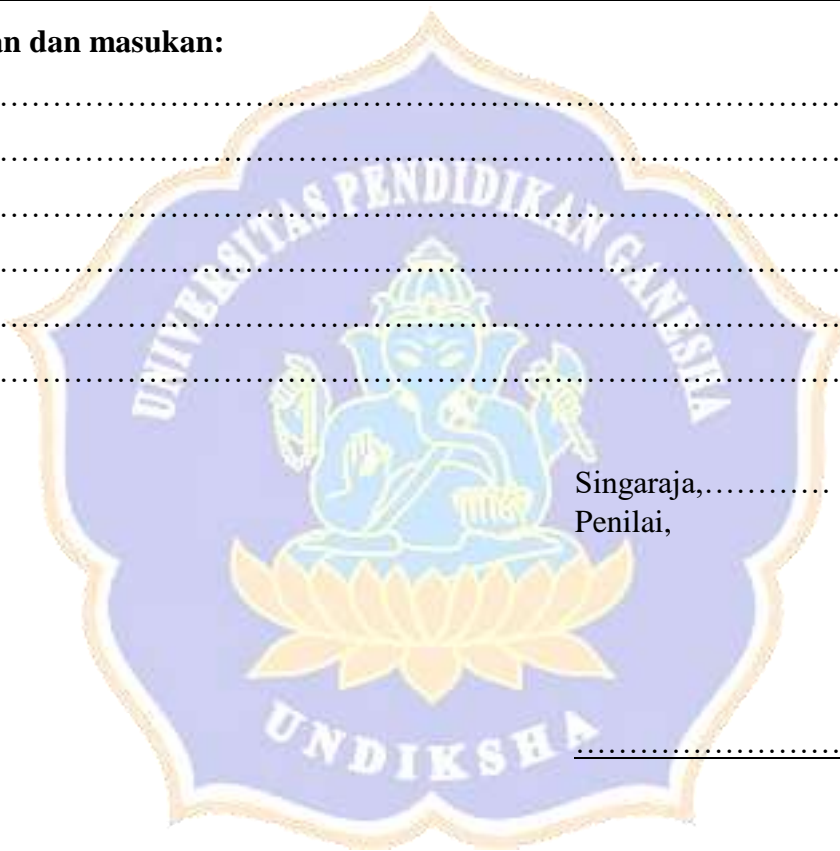 an dan masukan:
………………………………………………………………………………
………………………………………………………………………………
………………………………………………………………………………
………………………………………………………………………………
………………………………………………………………………………
………………………………………………………………………………
UNIVERSITAS PENDIDIKAN GANESHA
Singaraja,…………
Penilai,
UNDIKSHA
………………………